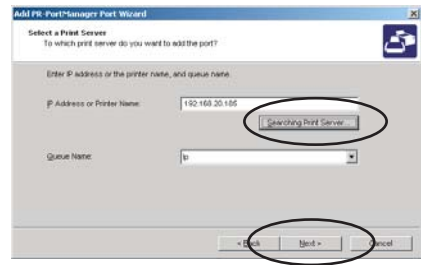 Add PR-PortManager Port Wizard
Select a Print Server
To which print server do you want to add the port?
Enter IP address or the printer name, and queue name.
IP Address or Printer Name:
192.168.20.185
Searching Print Server...
Queue Name:
lp
< Back
Next >
Cancel